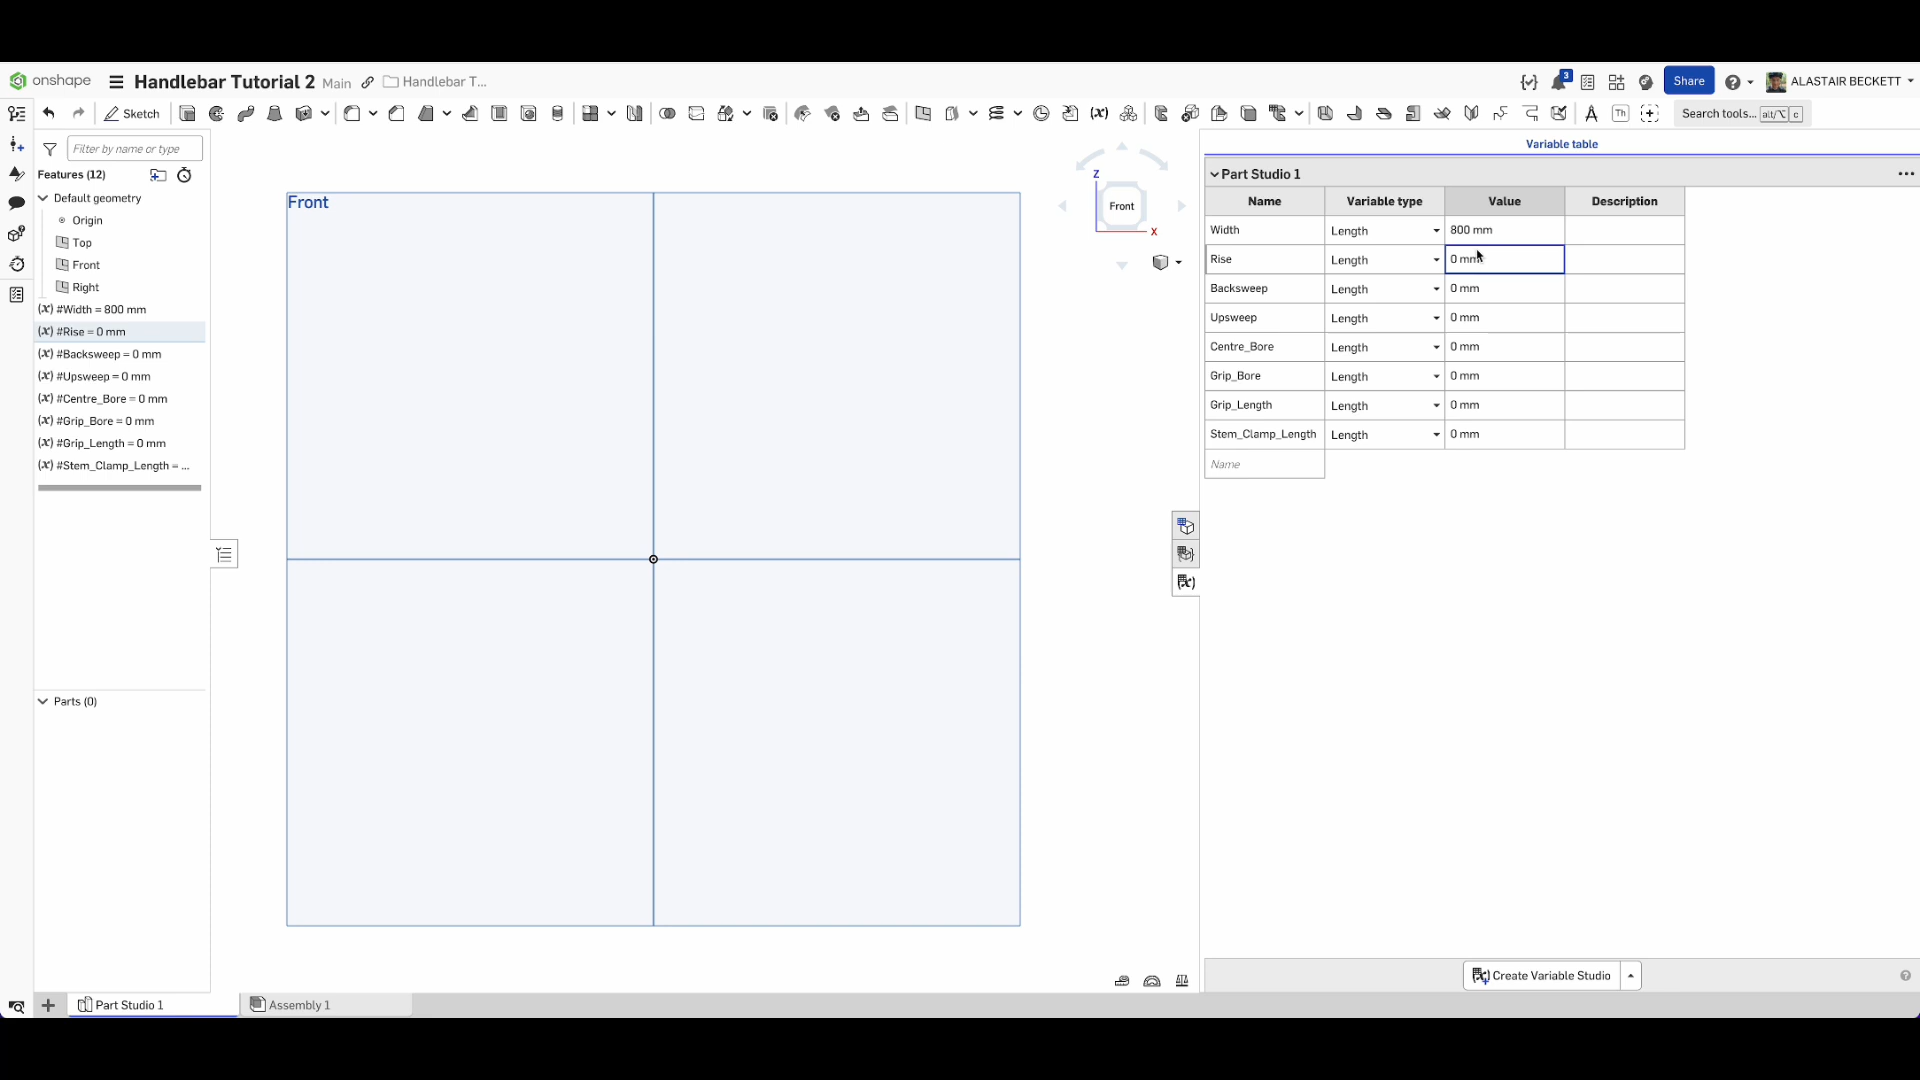 onshape Handlebar Tutorial 2 Main Handlebar T...
3 Share ALASTAIR BECKETT
Sketch
Search tools... alt/⌥ c
Filter by name or type
Features (12)
Default geometry
Origin
Top
Front
Right
(x) #Width = 800 mm
(x) #Rise = 0 mm
(x) #Backsweep = 0 mm
(x) #Upsweep = 0 mm
(x) #Centre_Bore = 0 mm
(x) #Grip_Bore = 0 mm
(x) #Grip_Length = 0 mm
(x) #Stem_Clamp_Length = ...
Parts (0)
Front
Z
Front
X
Variable table
Part Studio 1
Name Variable type Value Description
Width Length 800 mm
Rise Length 0 mm
Backsweep Length 0 mm
Upsweep Length 0 mm
Centre_Bore Length 0 mm
Grip_Bore Length 0 mm
Grip_Length Length 0 mm
Stem_Clamp_Length Length 0 mm
Name
Create Variable Studio
Part Studio 1
Assembly 1